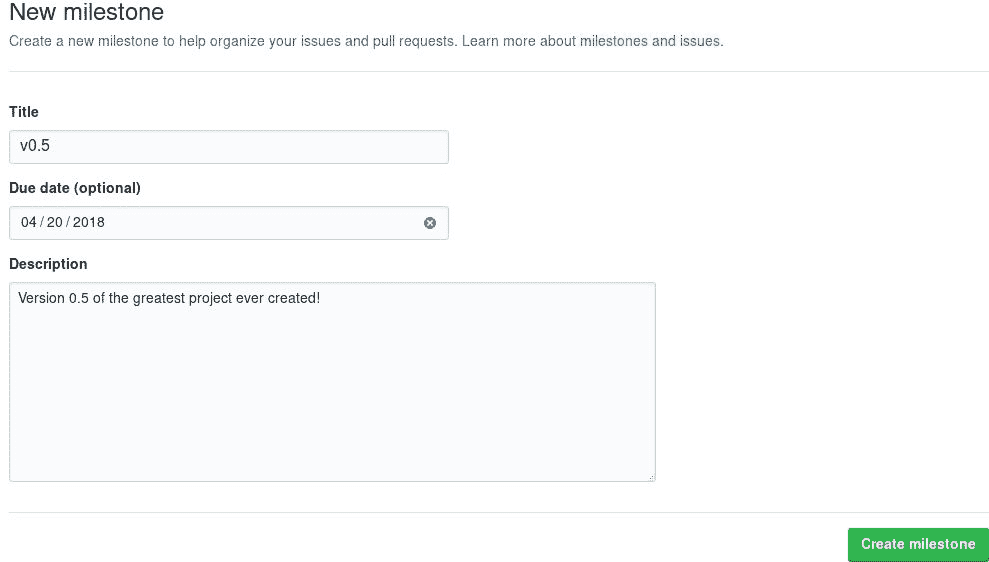 New milestone
Create a new milestone to help organize your issues and pull requests. Learn more about milestones and issues.
Title
v0.5
Due date (optional)
04 / 20 / 2018
Description
Version 0.5 of the greatest project ever created!
Create milestone